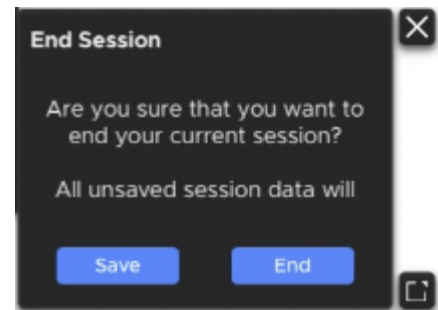 End Session
Are you sure that you want to
end your current session?
All unsaved session data will
Save
End